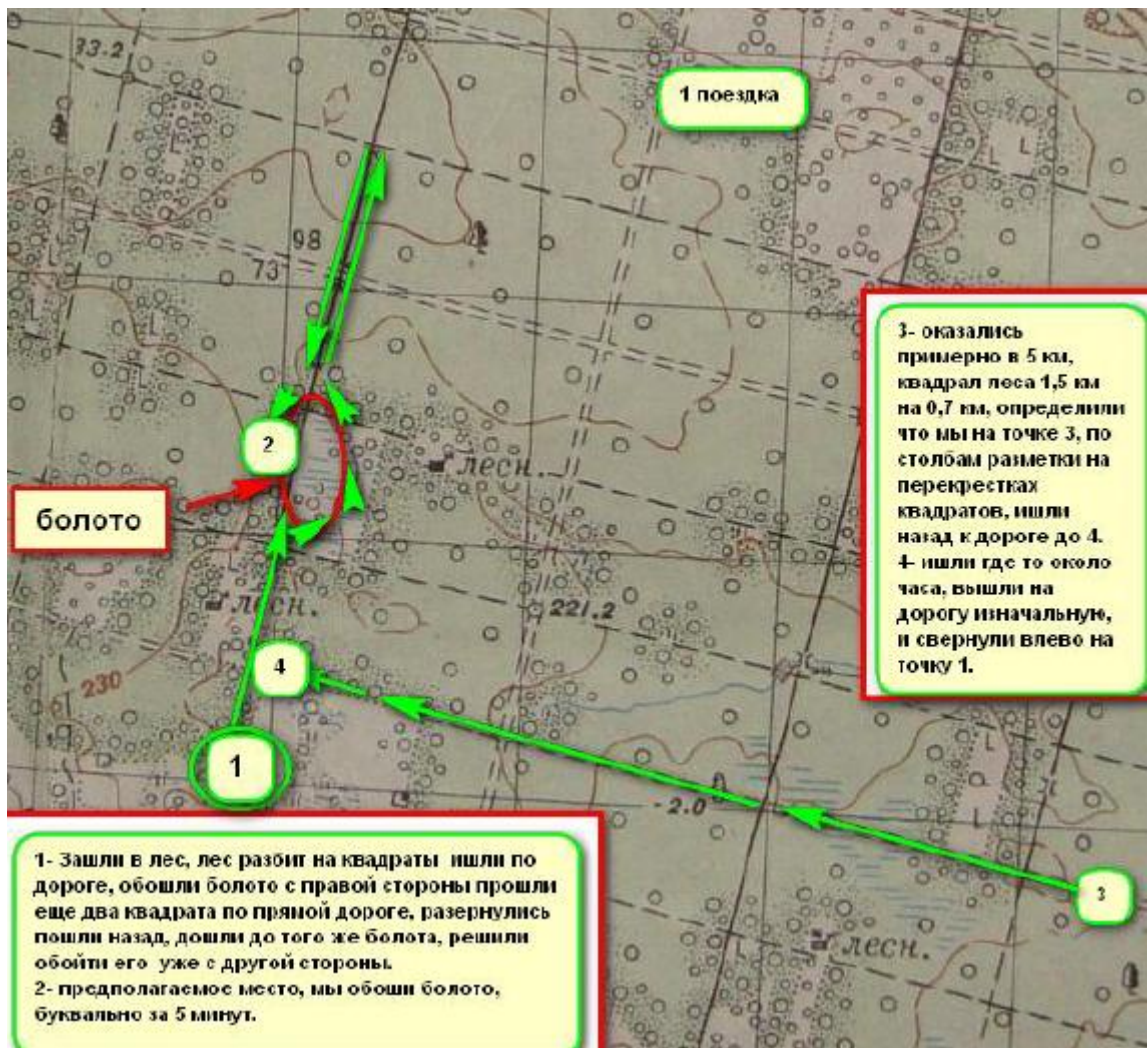 33.2
1 поездка
98
73
2
лесн.
болото
3- оказались
примерно в 5 км,
квадрал леса 1,5 км
на 0,7 км, определили
что мы на точке 3, по
столбам разметки на
перекрестках
квадратов, ишли
назад к дороге до 4.
4- ишли где то около
часа, вышли на
дорогу изначальную,
и свернули влево на
точку 1.
лесн.
221.2
4
230
1
-2.0
3
лесн.
1- Зашли в лес, лес разбит на квадраты ишли по
дороге, обошли болото с правой стороны прошли
еще два квадрата по прямой дороге, разернулись
пошли назад, дошли до того же болота, решили
обойти его уже с другой стороны.
2- предполагаемое место, мы обоши болото,
буквально за 5 минут.